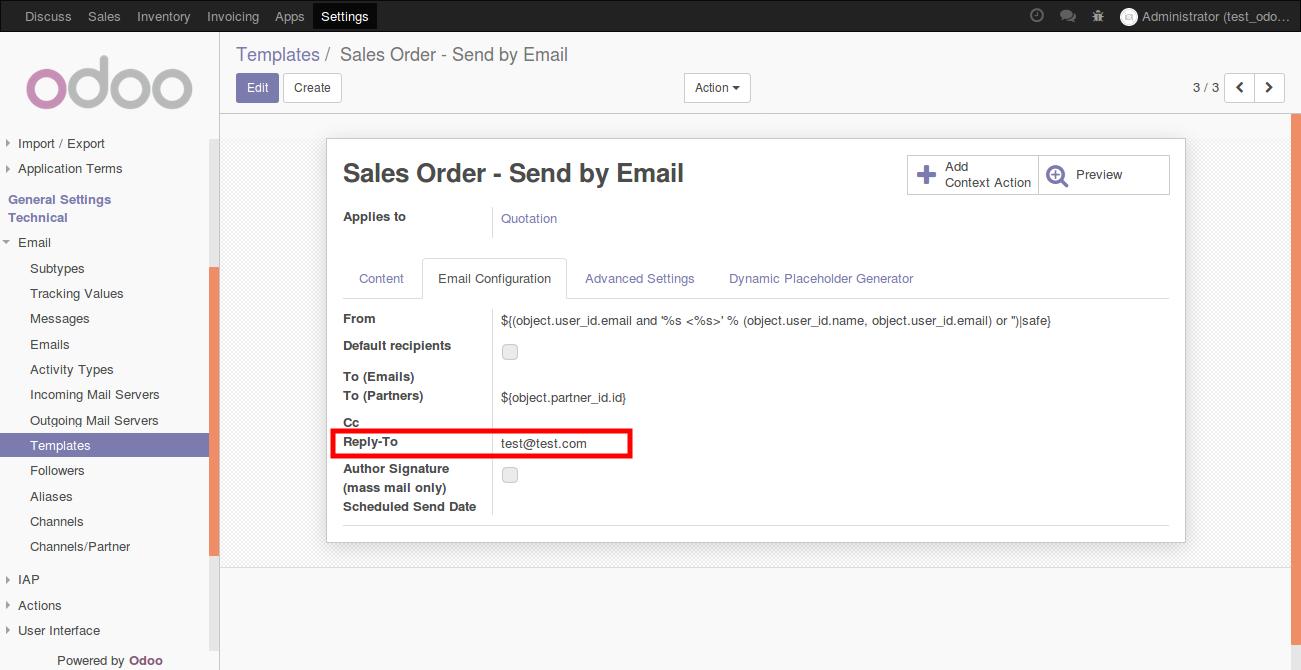 Discuss Sales Inventory Invoicing Apps Settings Administrator (test_odo...
odoo
Import / Export
Application Terms
General Settings
Technical
Email
Subtypes
Tracking Values
Messages
Emails
Activity Types
Incoming Mail Servers
Outgoing Mail Servers
Templates
Followers
Aliases
Channels
Channels/Partner
IAP
Actions
User Interface
Powered by Odoo
Templates / Sales Order - Send by Email
Edit Create Action 3 / 3
Sales Order - Send by Email
Add
Context Action
Preview
Applies to Quotation
Content Email Configuration Advanced Settings Dynamic Placeholder Generator
From ${(object.user_id.email and '%s <%s>' % (object.user_id.name, object.user_id.email) or '')|safe}
Default recipients
To (Emails)
To (Partners) ${object.partner_id.id}
Cc
Reply-To test@test.com
Author Signature
(mass mail only)
Scheduled Send Date